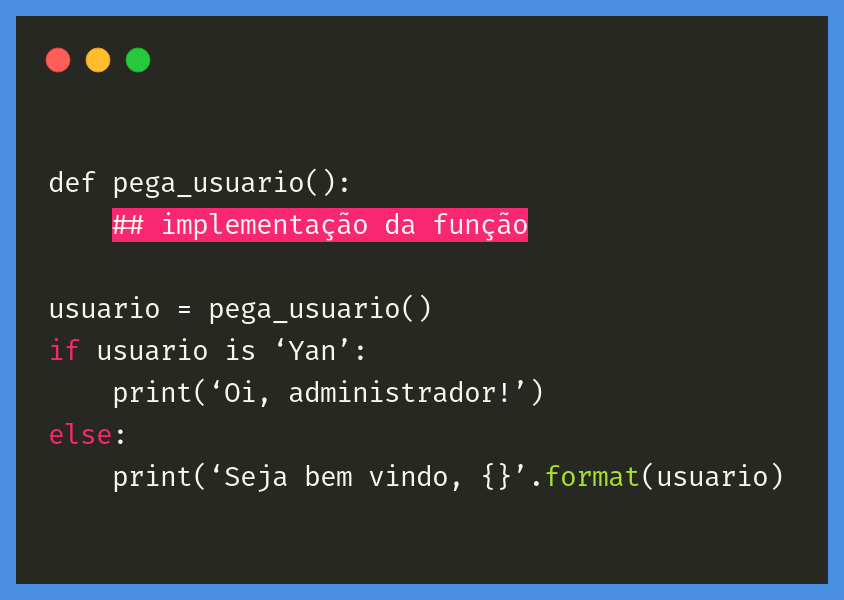 def pega_usuario():
    ## implementação da função
usuario = pega_usuario()
if usuario is ‘Yan’:
    print(‘Oi, administrador!’)
else:
    print(‘Seja bem vindo, {}’.format(usuario)